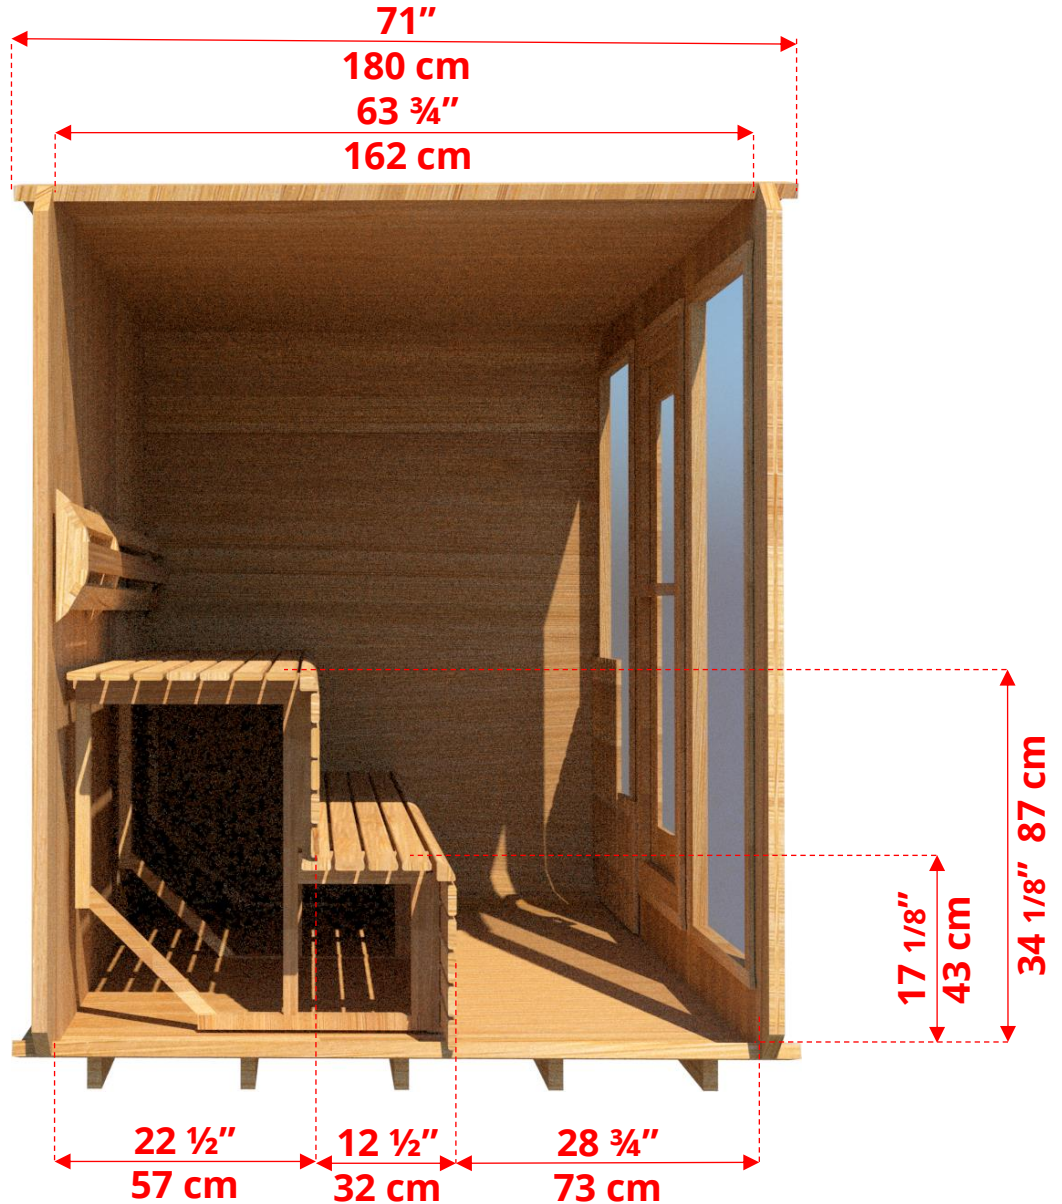 71”
180 cm
63 ¾”
162 cm
34 1/8” 87 cm
17 1/8”
43 cm
22 ½”
57 cm
12 ½”
32 cm
28 ¾”
73 cm